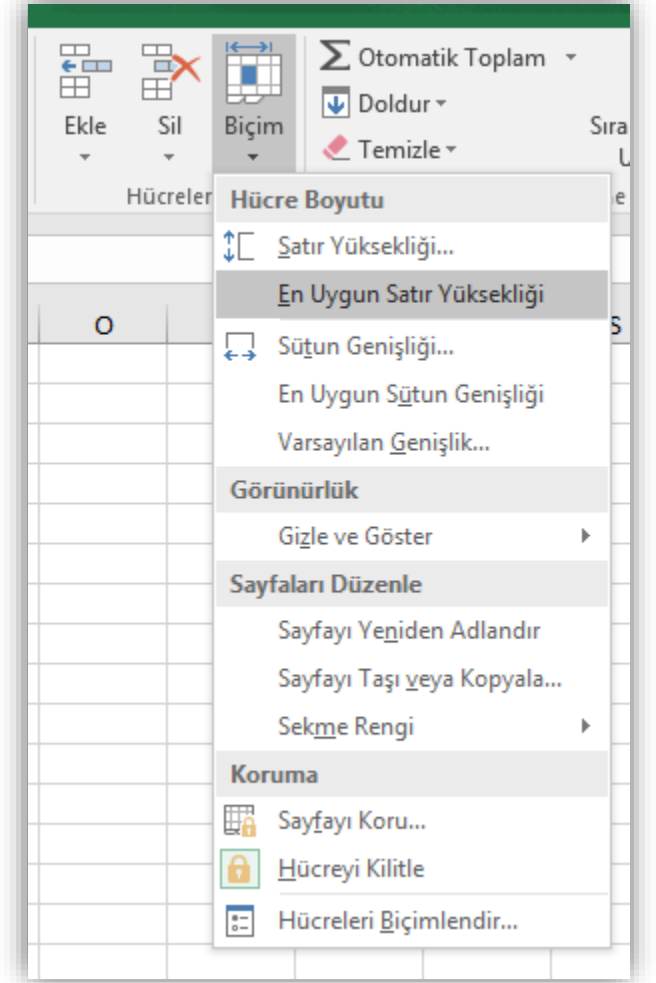 Otomatik Toplam
Ekle Sil Biçim Doldur
Temizle
Sıra
U
Hücreler
e
Hücre Boyutu
Satır Yüksekliği...
En Uygun Satır Yüksekliği
O S
Sütun Genişliği...
En Uygun Sütun Genişliği
Varsayılan Genişlik...
Görünürlük
Gizle ve Göster
Sayfaları Düzenle
Sayfayı Yeniden Adlandır
Sayfayı Taşı veya Kopyala...
Sekme Rengi
Koruma
Sayfayı Koru...
Hücreyi Kilitle
Hücreleri Biçimlendir...